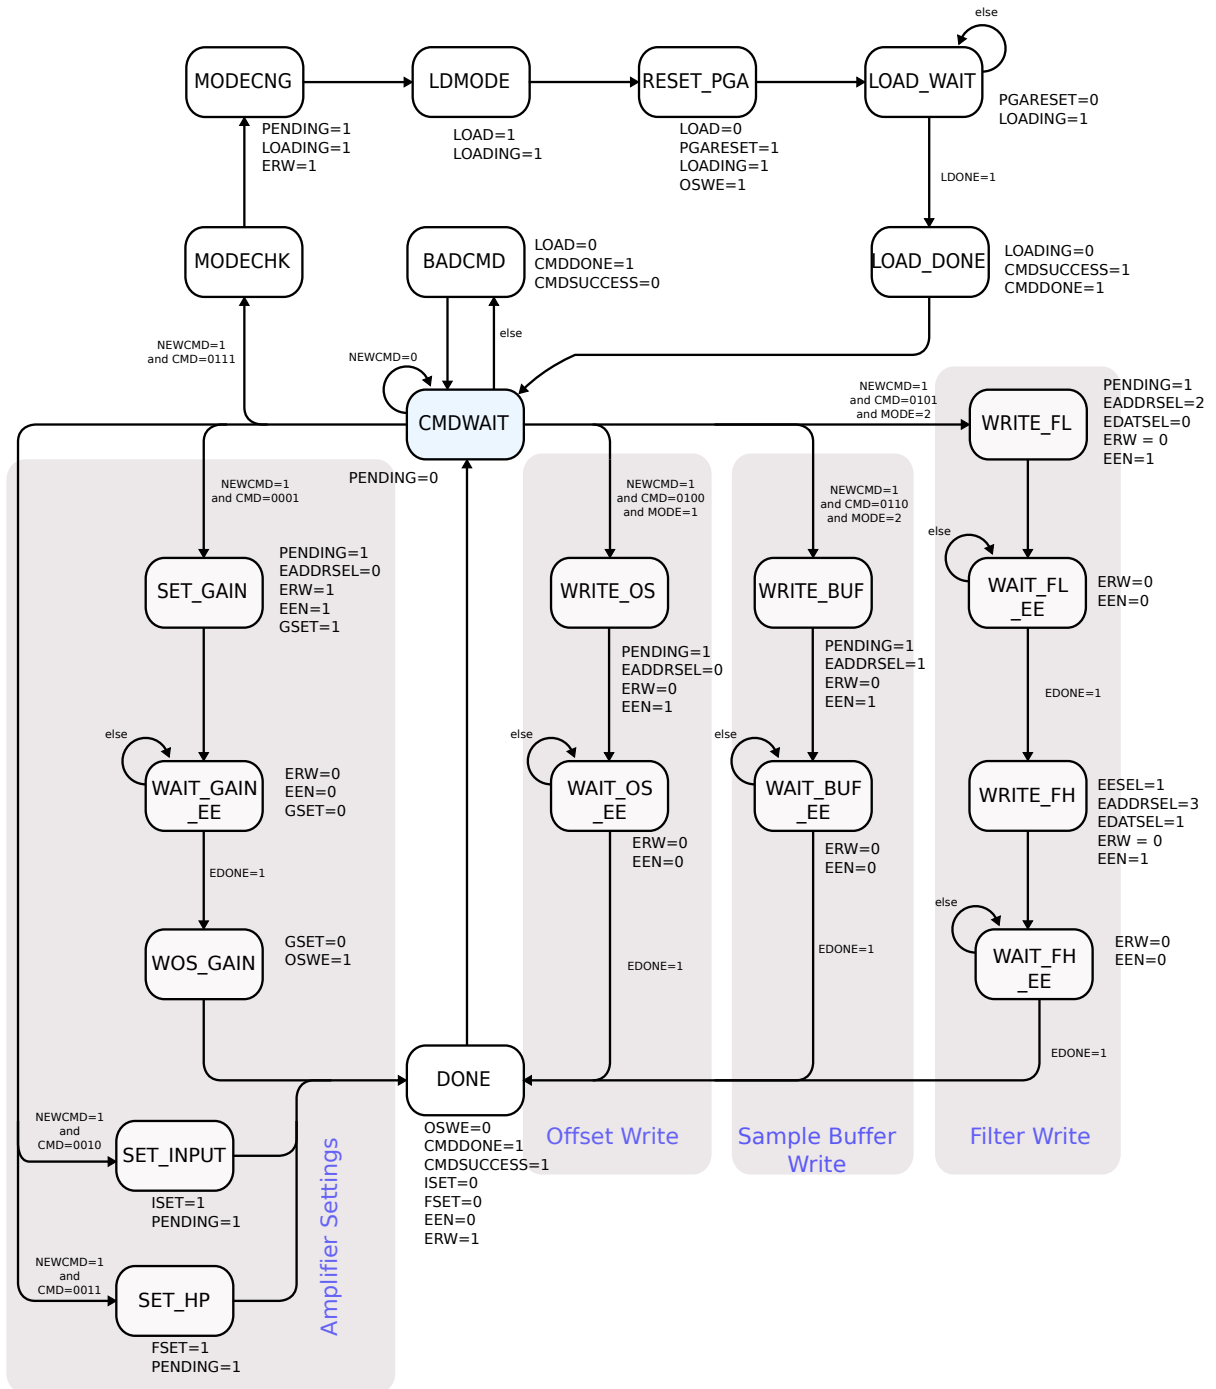 else
MODECNG
LDMODE
RESET_PGA
LOAD_WAIT
PENDING=1
LOADING=1
ERW=1
LOAD=1
LOADING=1
LOAD=0
PGARESET=1
LOADING=1
OSWE=1
PGARESET=0
LOADING=1
LDONE=1
MODECHK
BADCMD
LOAD=0
CMDDONE=1
CMDSUCCESS=0
LOAD_DONE
LOADING=0
CMDSUCCESS=1
CMDDONE=1
NEWCMD=1
and CMD=0111
else
NEWCMD=0
CMDWAIT
PENDING=0
NEWCMD=1
and CMD=0101
and MODE=2
WRITE_FL
PENDING=1
EADDRSEL=2
EDATSEL=0
ERW = 0
EEN=1
NEWCMD=1
and CMD=0001
NEWCMD=1
and CMD=0100
and MODE=1
NEWCMD=1
and CMD=0110
and MODE=2
SET_GAIN
PENDING=1
EADDRSEL=0
ERW=1
EEN=1
GSET=1
WRITE_OS
PENDING=1
EADDRSEL=0
ERW=0
EEN=1
WRITE_BUF
PENDING=1
EADDRSEL=1
ERW=0
EEN=1
else
WAIT_FL
_EE
ERW=0
EEN=0
EDONE=1
else
WAIT_GAIN
_EE
ERW=0
EEN=0
GSET=0
else
WAIT_OS
_EE
ERW=0
EEN=0
else
WAIT_BUF
_EE
ERW=0
EEN=0
WRITE_FH
EESEL=1
EADDRSEL=3
EDATSEL=1
ERW = 0
EEN=1
EDONE=1
else
WOS_GAIN
GSET=0
OSWE=1
EDONE=1
EDONE=1
WAIT_FH
_EE
ERW=0
EEN=0
EDONE=1
DONE
OSWE=0
CMDDONE=1
CMDSUCCESS=1
ISET=0
FSET=0
EEN=0
ERW=1
Offset Write
Sample Buffer
Write
Filter Write
NEWCMD=1
and
CMD=0010
SET_INPUT
ISET=1
PENDING=1
NEWCMD=1
and
CMD=0011
SET_HP
FSET=1
PENDING=1
Amplifier Settings